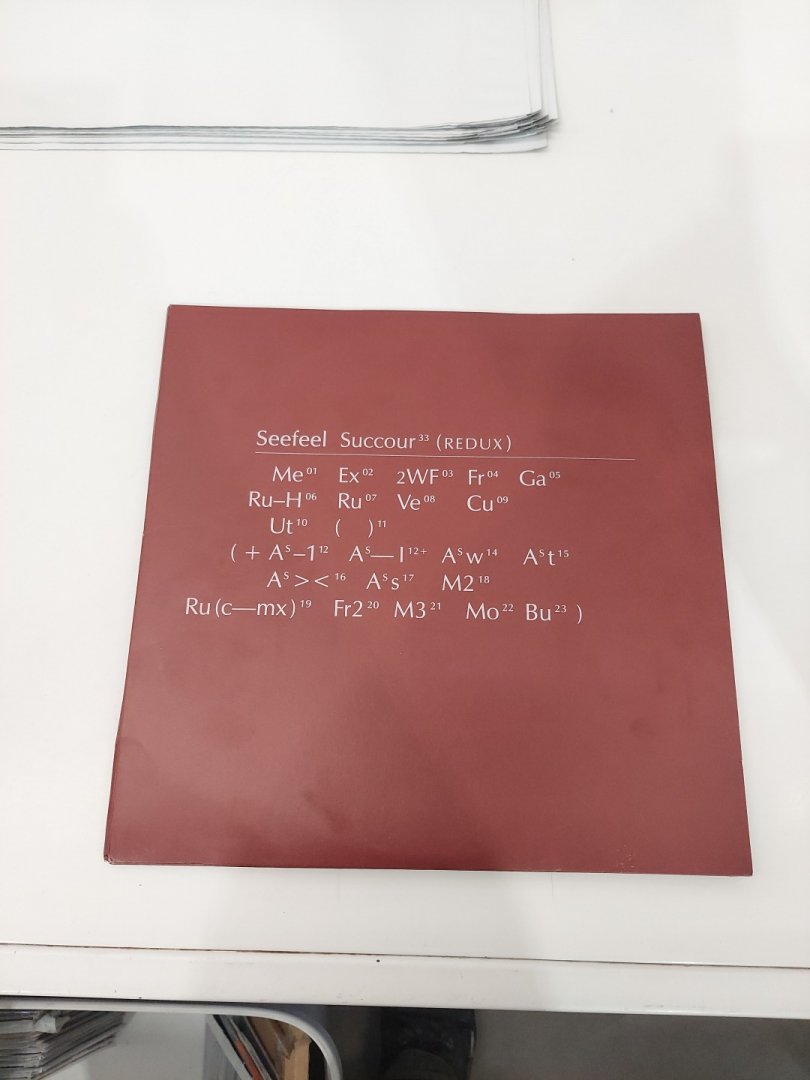 Seefeel Succour³³ (REDUX)
Me⁰¹ Ex⁰² 2WF⁰³ Fr⁰⁴ Ga⁰⁵
Ru–H⁰⁶ Ru⁰⁷ Ve⁰⁸ Cu⁰⁹
Ut¹⁰ ( )¹¹
( + Aˢ–1¹² Aˢ—I¹²⁺ Aˢw¹⁴ Aˢt¹⁵
Aˢ><¹⁶ Aˢs¹⁷ M2¹⁸
Ru(c—mx)¹⁹ Fr2²⁰ M3²¹ Mo²² Bu²³ )